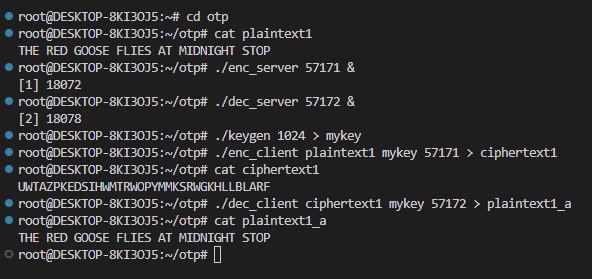 root@DESKTOP-8KI3OJ5:~# cd otp
root@DESKTOP-8KI3OJ5:~/otp# cat plaintext1
THE RED GOOSE FLIES AT MIDNIGHT STOP
root@DESKTOP-8KI3OJ5:~/otp# ./enc_server 57171 &
[1] 18072
root@DESKTOP-8KI3OJ5:~/otp# ./dec_server 57172 &
[2] 18078
root@DESKTOP-8KI3OJ5:~/otp# ./keygen 1024 > mykey
root@DESKTOP-8KI3OJ5:~/otp# ./enc_client plaintext1 mykey 57171 > ciphertext1
root@DESKTOP-8KI3OJ5:~/otp# cat ciphertext1
UWTAZPKEDSIHWMTRWOPYMMKSRWGKHLLBLARF
root@DESKTOP-8KI3OJ5:~/otp# ./dec_client ciphertext1 mykey 57172 > plaintext1_a
root@DESKTOP-8KI3OJ5:~/otp# cat plaintext1_a
THE RED GOOSE FLIES AT MIDNIGHT STOP
root@DESKTOP-8KI3OJ5:~/otp#